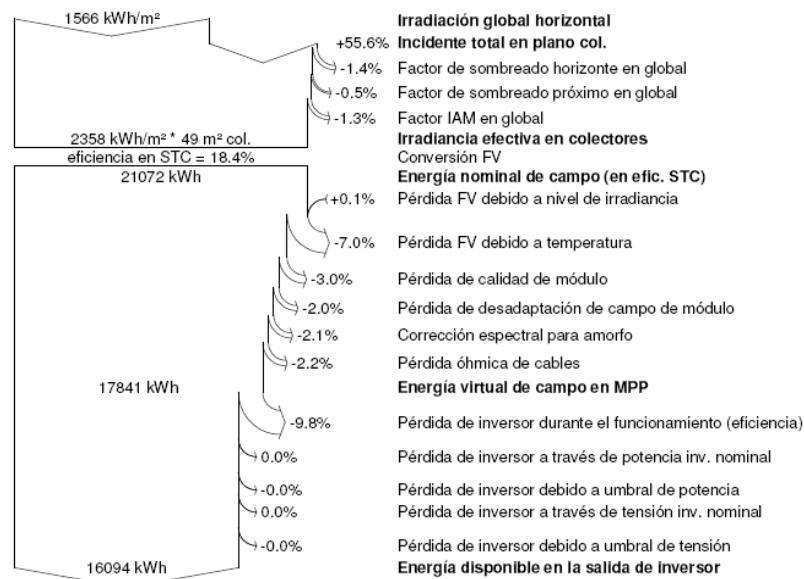 1566 kWh/m² Irradiación global horizontal
+55.6% Incidente total en plano col.
-1.4% Factor de sombreado horizonte en global
-0.5% Factor de sombreado próximo en global
-1.3% Factor IAM en global
2358 kWh/m² * 49 m² col. Irradiancia efectiva en colectores
eficiencia en STC = 18.4% Conversión FV
21072 kWh Energía nominal de campo (en efic. STC)
+0.1% Pérdida FV debido a nivel de irradiancia
-7.0% Pérdida FV debido a temperatura
-3.0% Pérdida de calidad de módulo
-2.0% Pérdida de desadaptación de campo de módulo
-2.1% Corrección espectral para amorfo
-2.2% Pérdida óhmica de cables
17841 kWh Energía virtual de campo en MPP
-9.8% Pérdida de inversor durante el funcionamiento (eficiencia)
0.0% Pérdida de inversor a través de potencia inv. nominal
-0.0% Pérdida de inversor debido a umbral de potencia
0.0% Pérdida de inversor a través de tensión inv. nominal
-0.0% Pérdida de inversor debido a umbral de tensión
16094 kWh Energía disponible en la salida de inversor